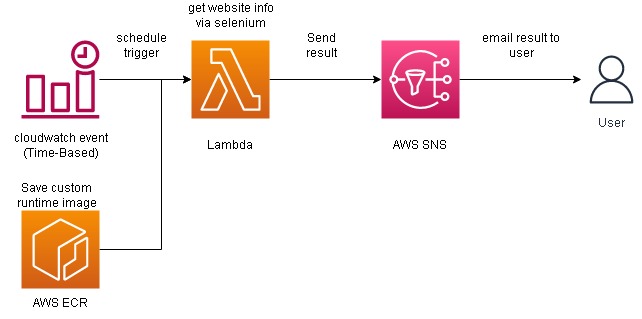 get website info
via selenium
schedule
trigger
Send
result
email result to
user
cloudwatch event
(Time-Based)
Lambda
AWS SNS
User
Save custom
runtime image
AWS ECR